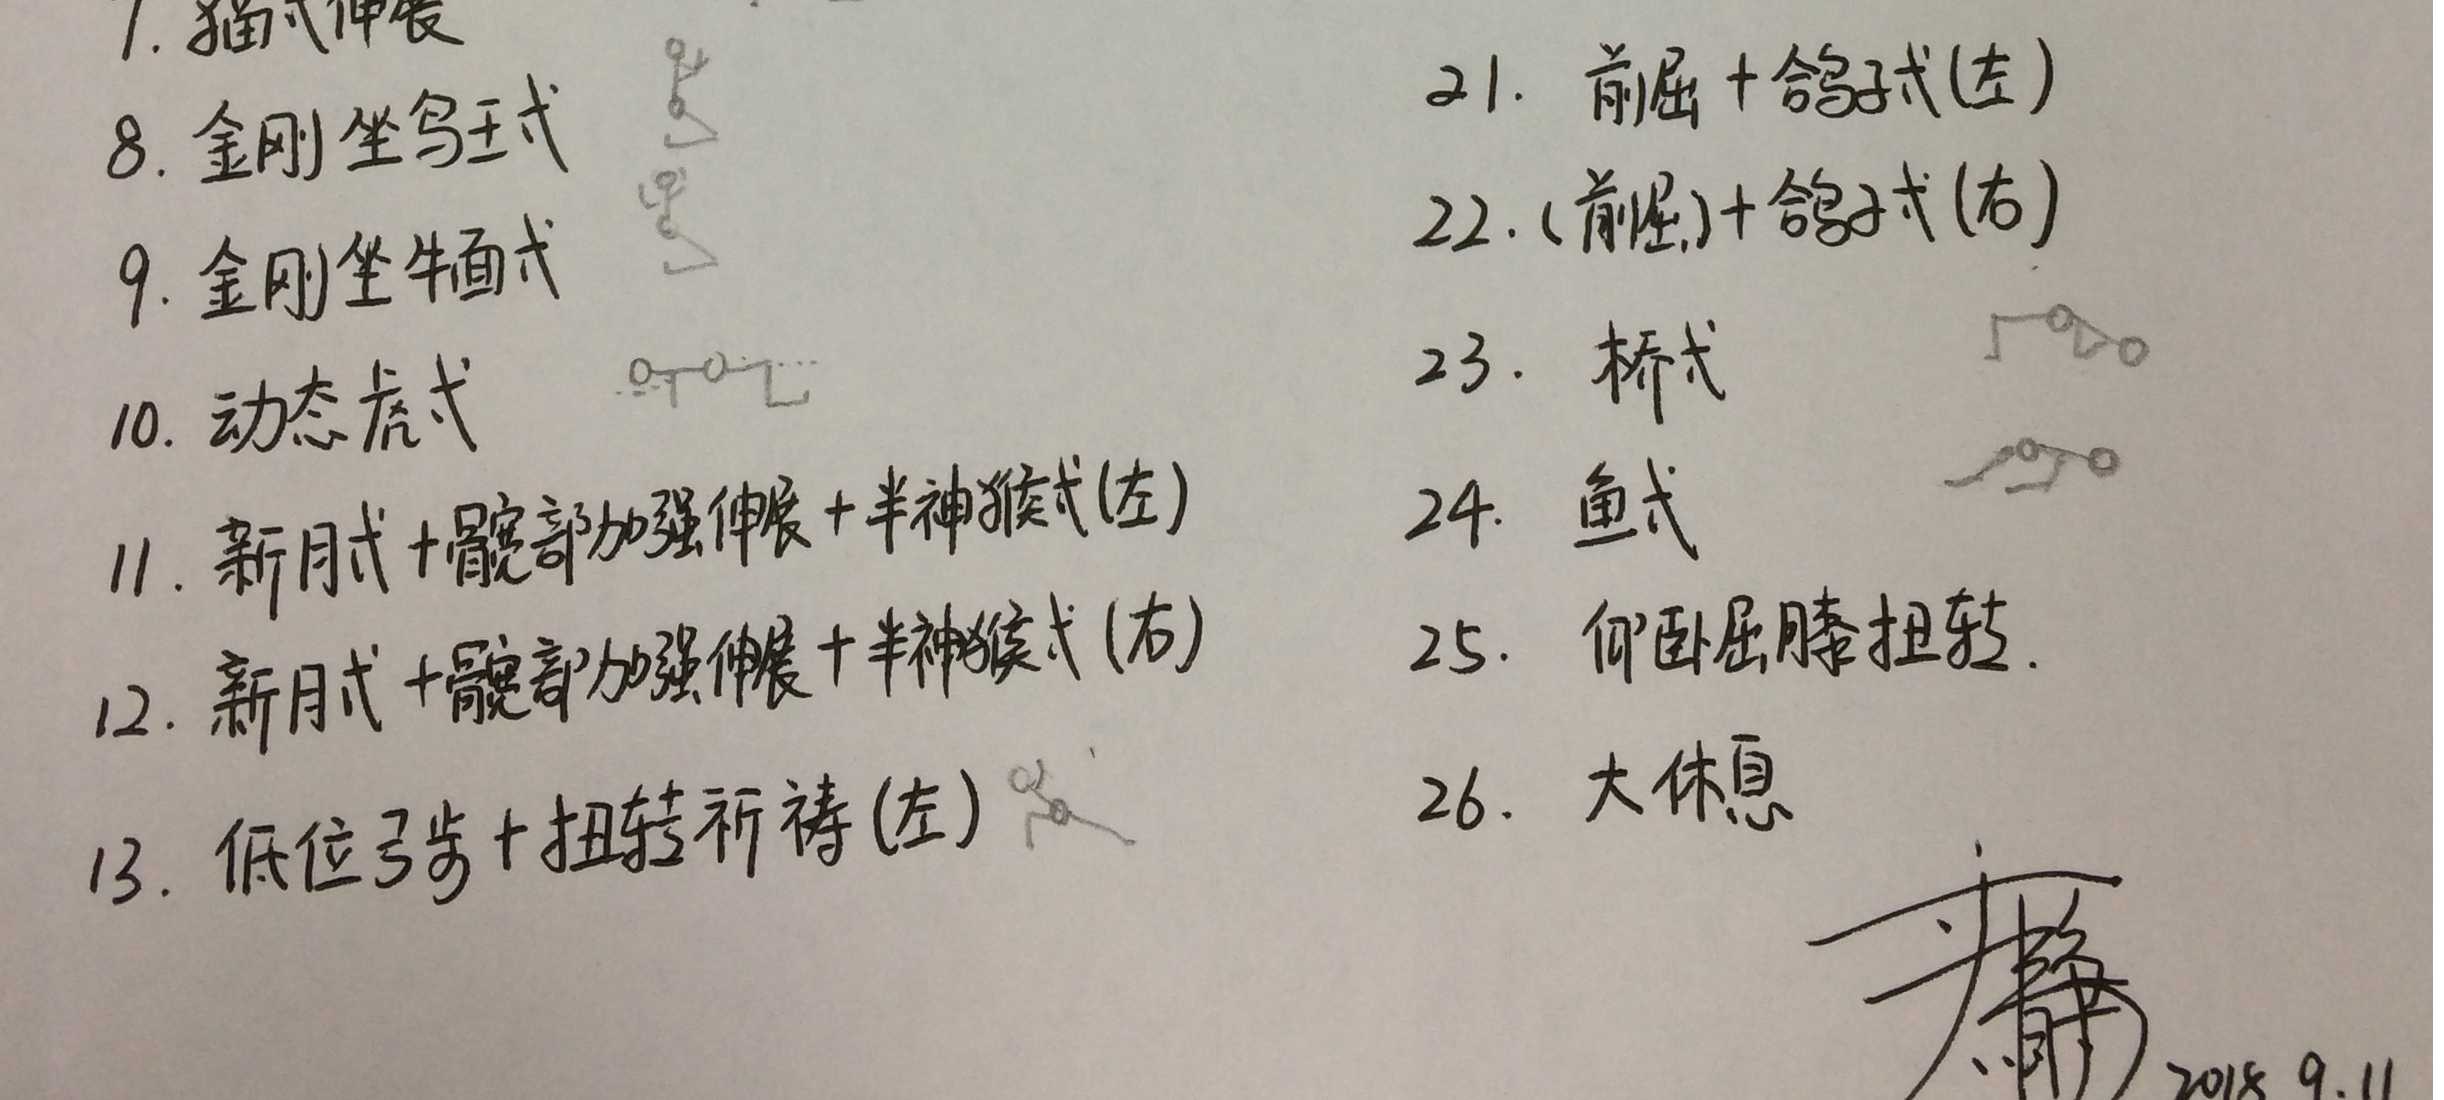 7. 猫式伸展
8. 金刚坐鸟王式
9. 金刚坐牛面式
10. 动态虎式
11. 新月式+髋部加强伸展+半神猴式(左)
12. 新月式+髋部加强伸展+半神猴式(右)
13. 低位弓步+扭转祈祷(左)
21. 前屈+鸽子式(左)
22. (前屈)+鸽子式(右)
23. 桥式
24. 鱼式
25. 仰卧屈膝扭转.
26. 大休息
2018.9.11